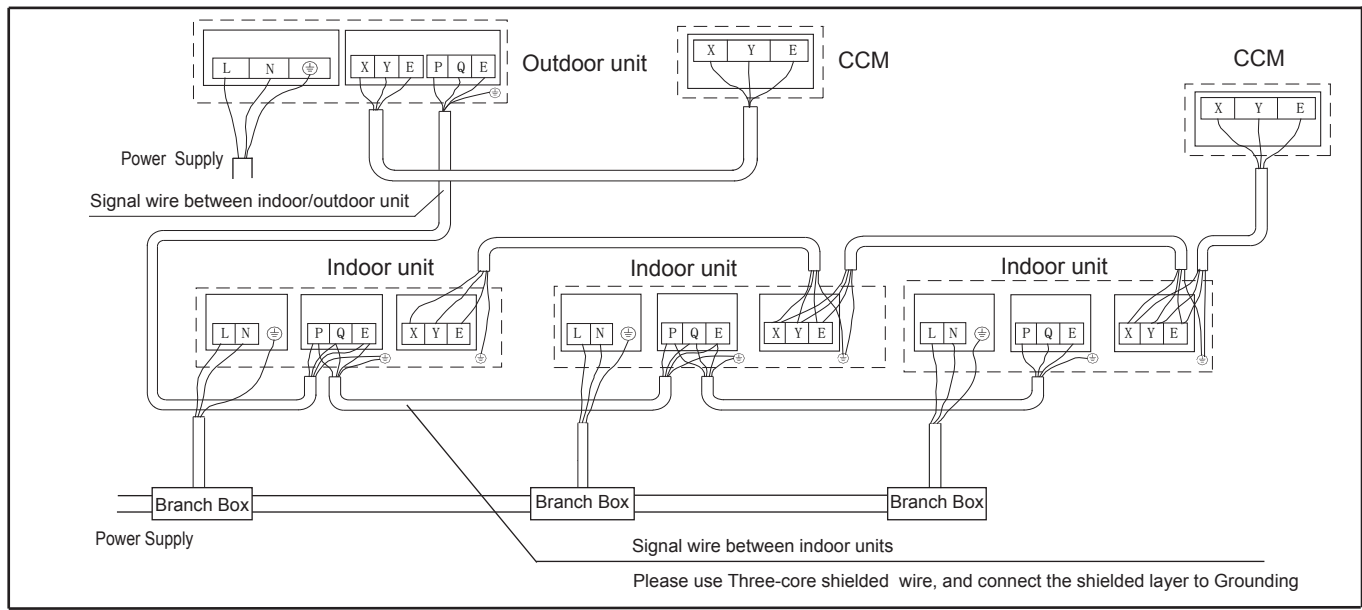 X Y E
CCM
L N
X Y E P Q E
Outdoor unit
CCM
X Y E
Power Supply
Signal wire between indoor/outdoor unit
Indoor unit
Indoor unit
Indoor unit
L N
P Q E
X Y E
L N
P Q E
X Y E
L N
P Q E
X Y E
Branch Box
Branch Box
Branch Box
Power Supply
Signal wire between indoor units
Please use Three-core shielded wire, and connect the shielded layer to Grounding